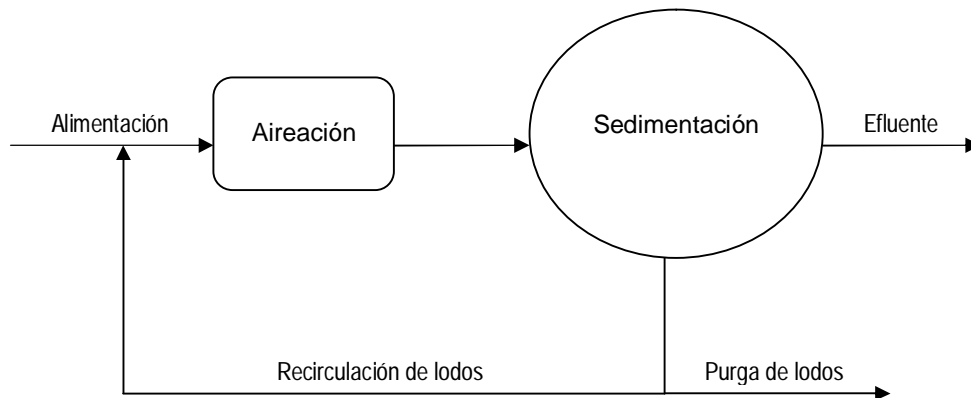 Alimentación
Aireación
Sedimentación
Efluente
Recirculación de lodos
Purga de lodos